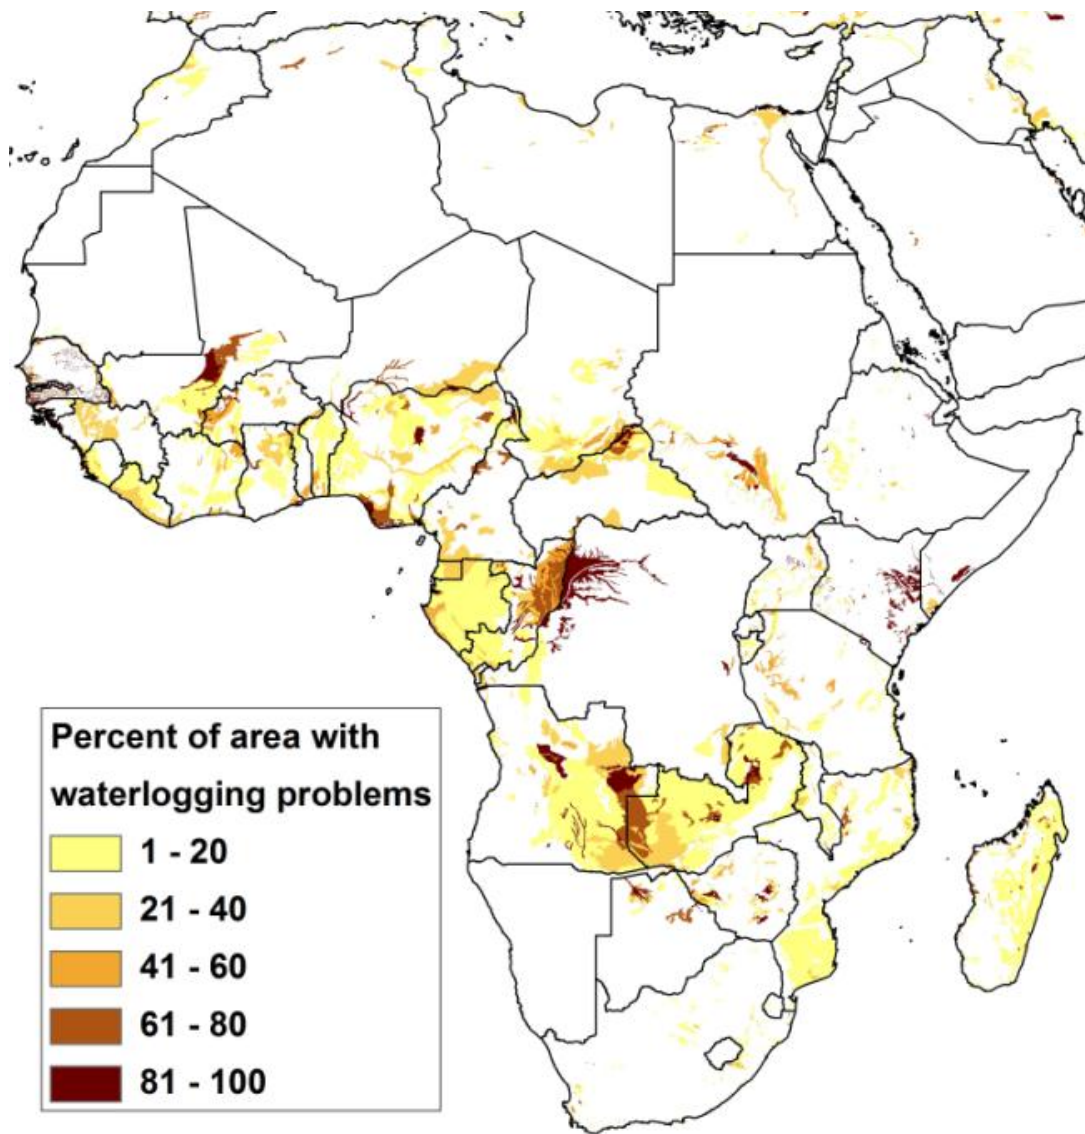 Percent of area with
waterlogging problems
1 - 20
21 - 40
41 - 60
61 - 80
81 - 100